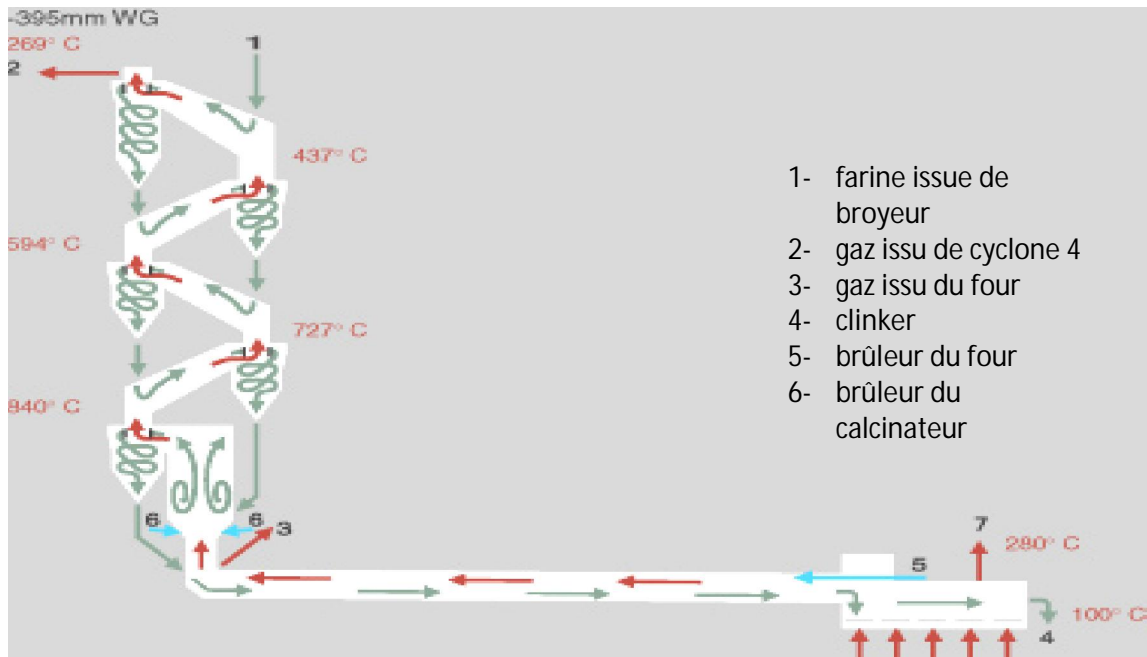 -395mm WG
269° C
2
1
437° C
594° C
727° C
840° C
6
6
3
7
280° C
5
100° C
4
1- farine issue de
broyeur
2- gaz issu de cyclone 4
3- gaz issu du four
4- clinker
5- brûleur du four
6- brûleur du
calcinateur